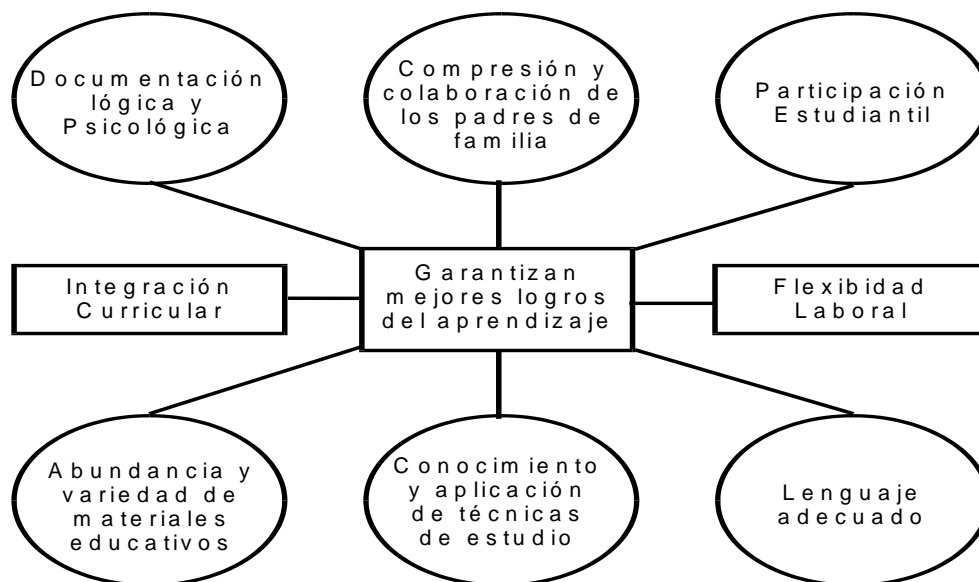 Documentación
lógica y
Psicológica
Compresión y
colaboración de
los padres de
familia
Participación
Estudiantil
Integración
Curricular
Garantizan
mejores logros
del aprendizaje
Flexibidad
Laboral
Abundancia y
variedad de
materiales
educativos
Conocimiento
y aplicación
de técnicas
de estudio
Lenguaje
adecuado